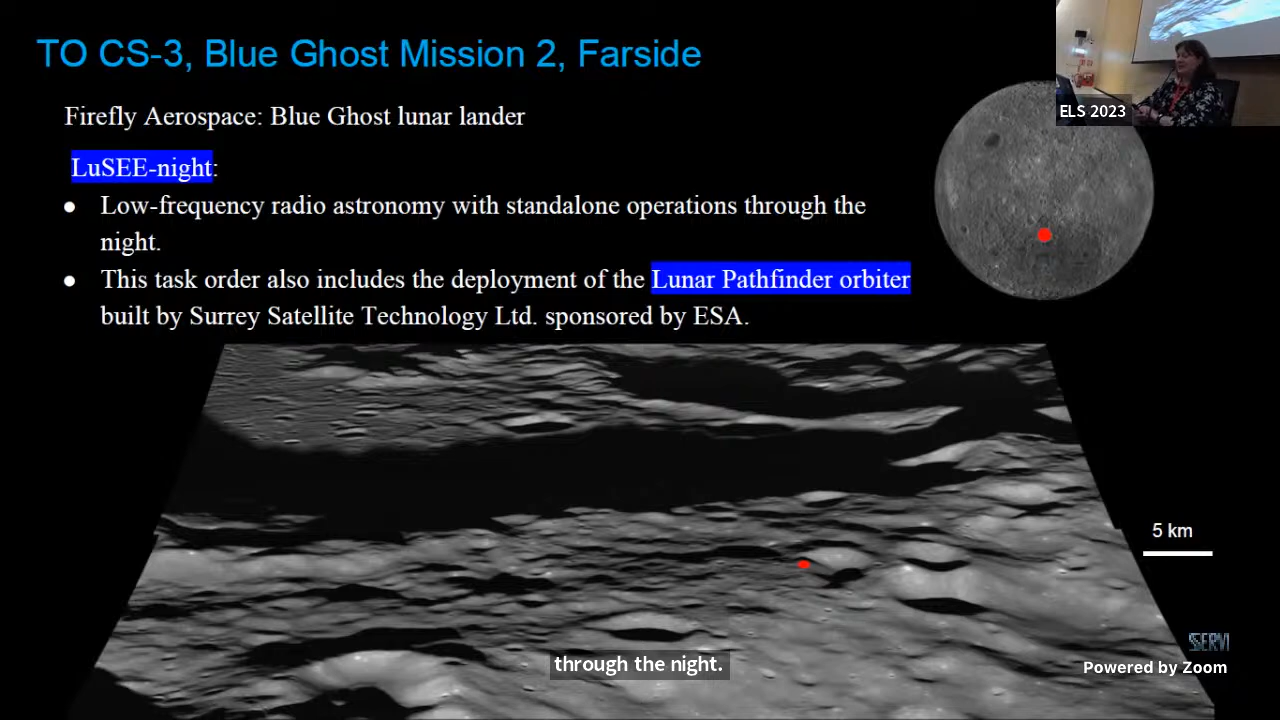 TO CS-3, Blue Ghost Mission 2, Farside
ELS 2023
Firefly Aerospace: Blue Ghost lunar lander
LuSEE-night:
● Low-frequency radio astronomy with standalone operations through the
night.
● This task order also includes the deployment of the Lunar Pathfinder orbiter
built by Surrey Satellite Technology Ltd. sponsored by ESA.
5 km
through the night.
Powered by Zoom